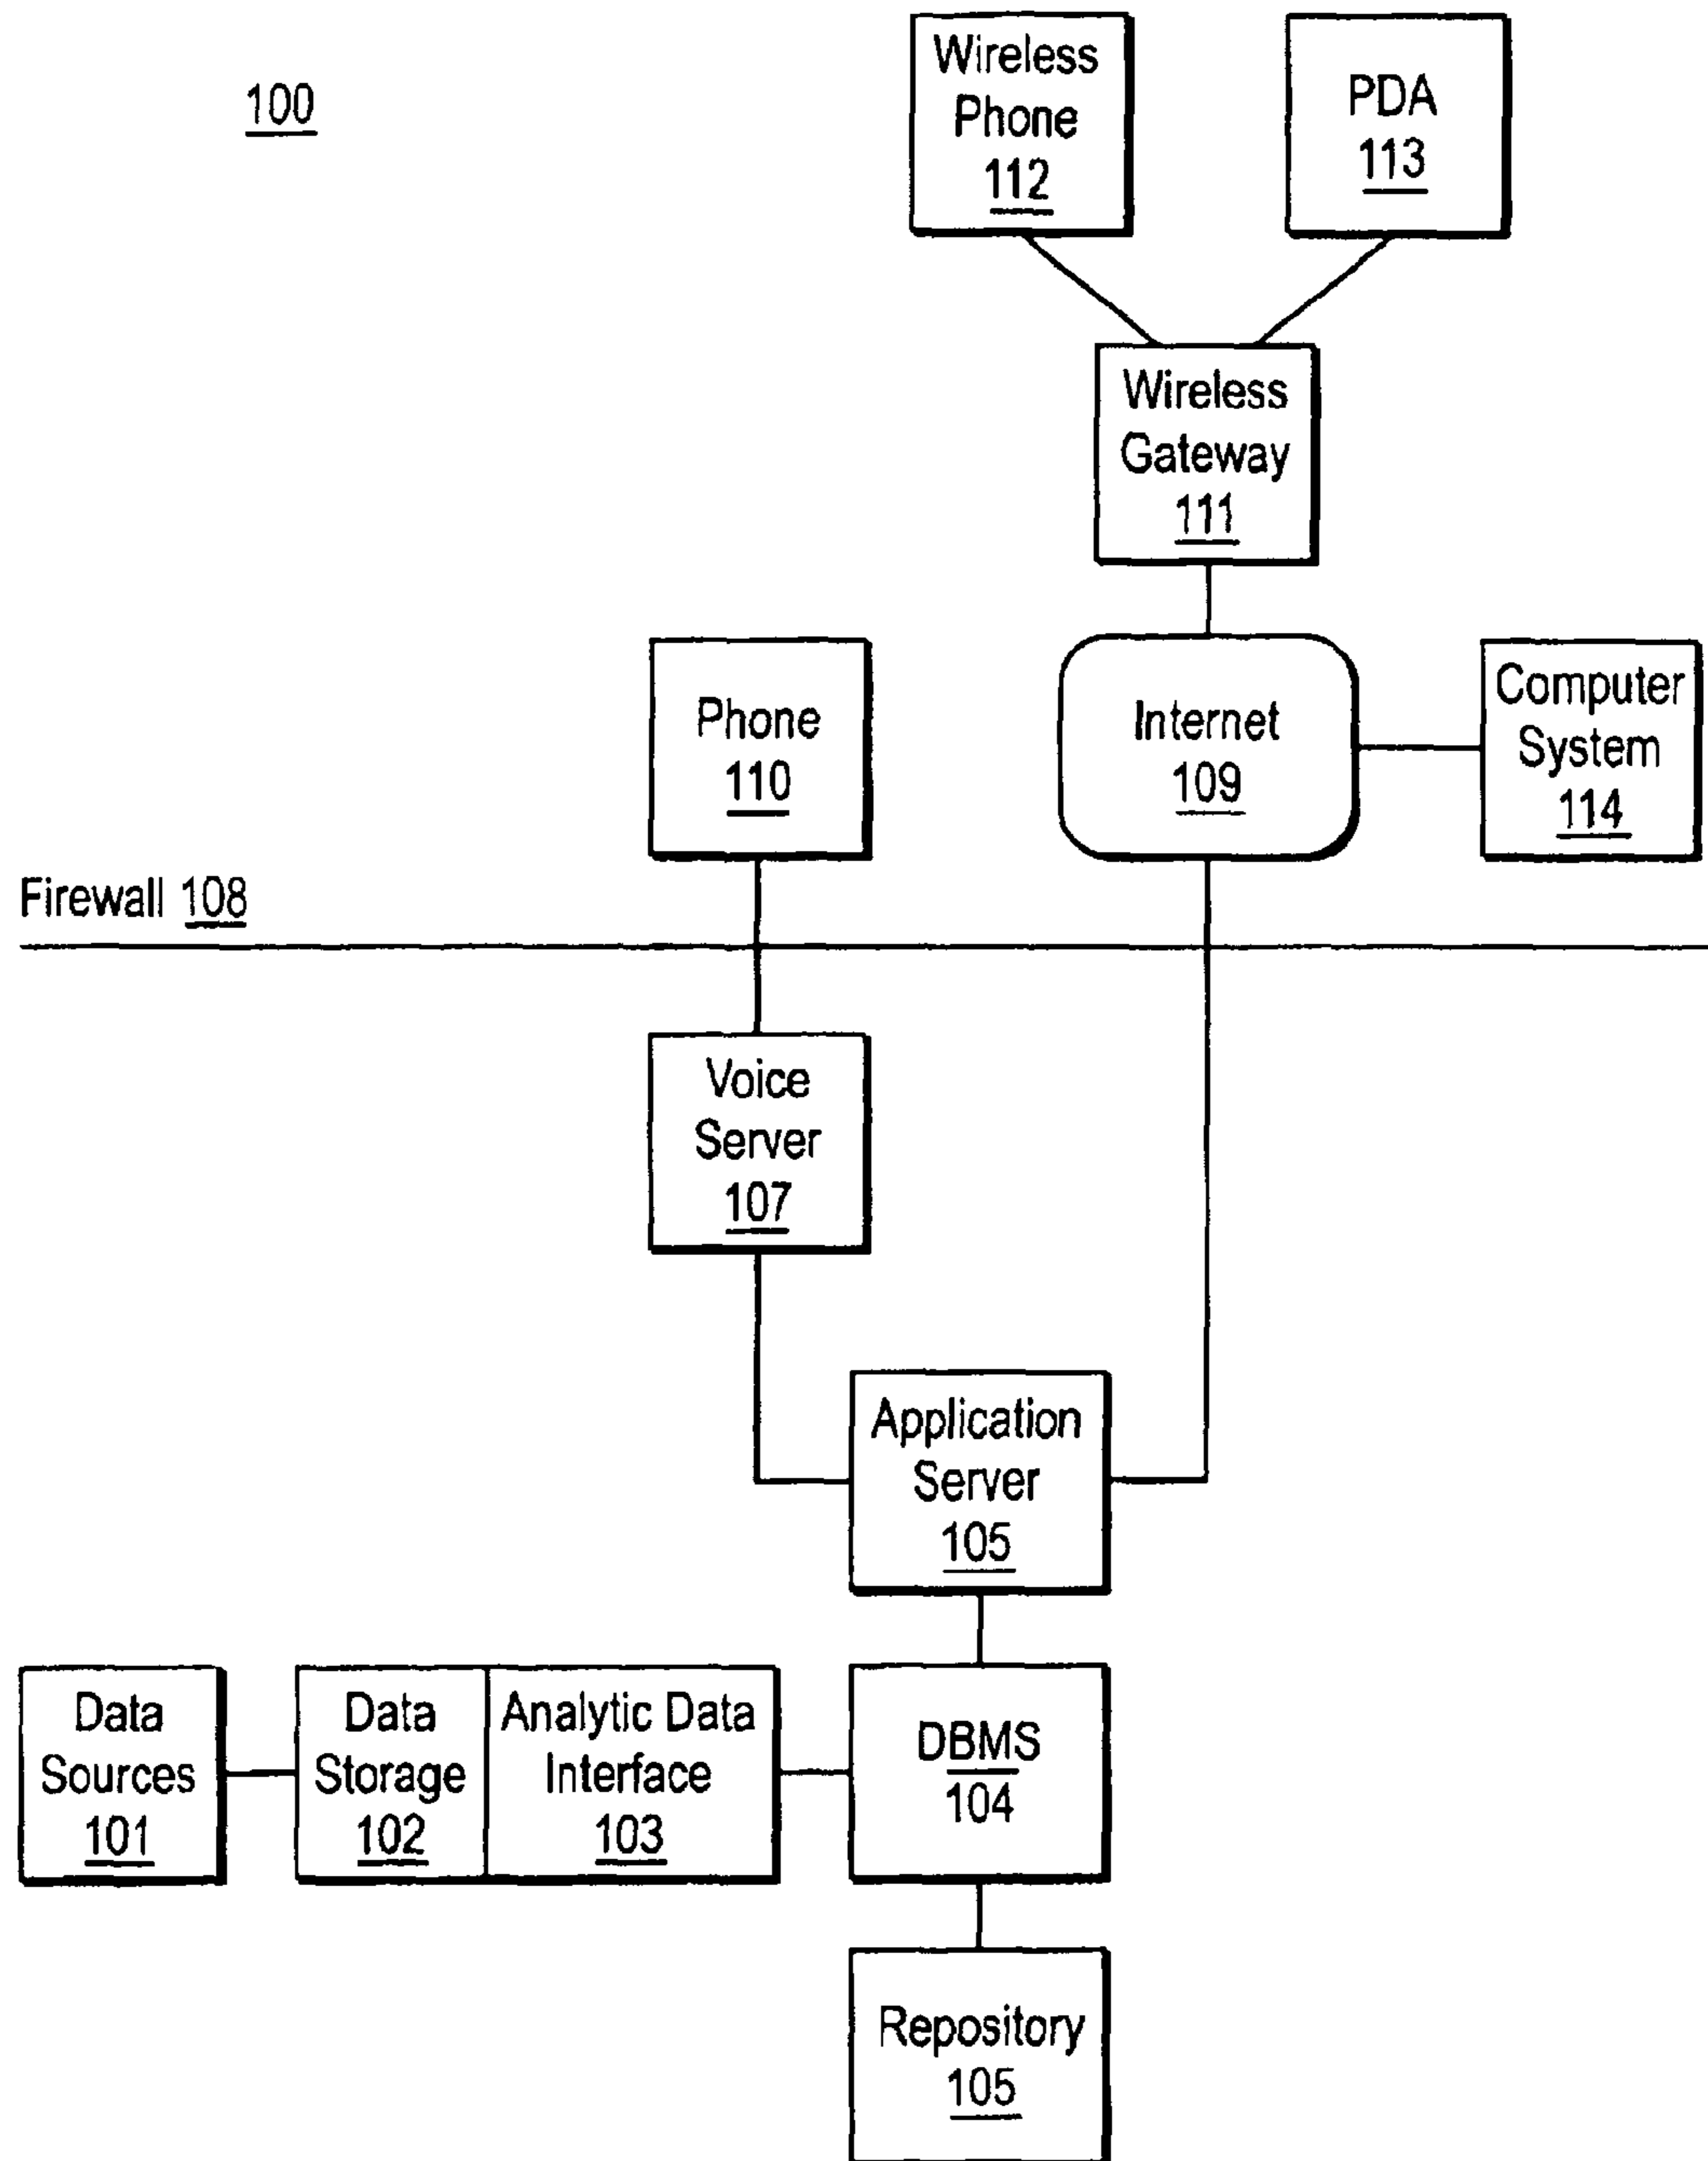 100
Wireless
Phone
112
PDA
113
Wireless
Gateway
111
Phone
110
Internet
109
Computer
System
114
Firewall 108
Voice
Server
107
Application
Server
105
Data
Sources
101
Data
Storage
102
Analytic Data
Interface
103
DBMS
104
Repository
105